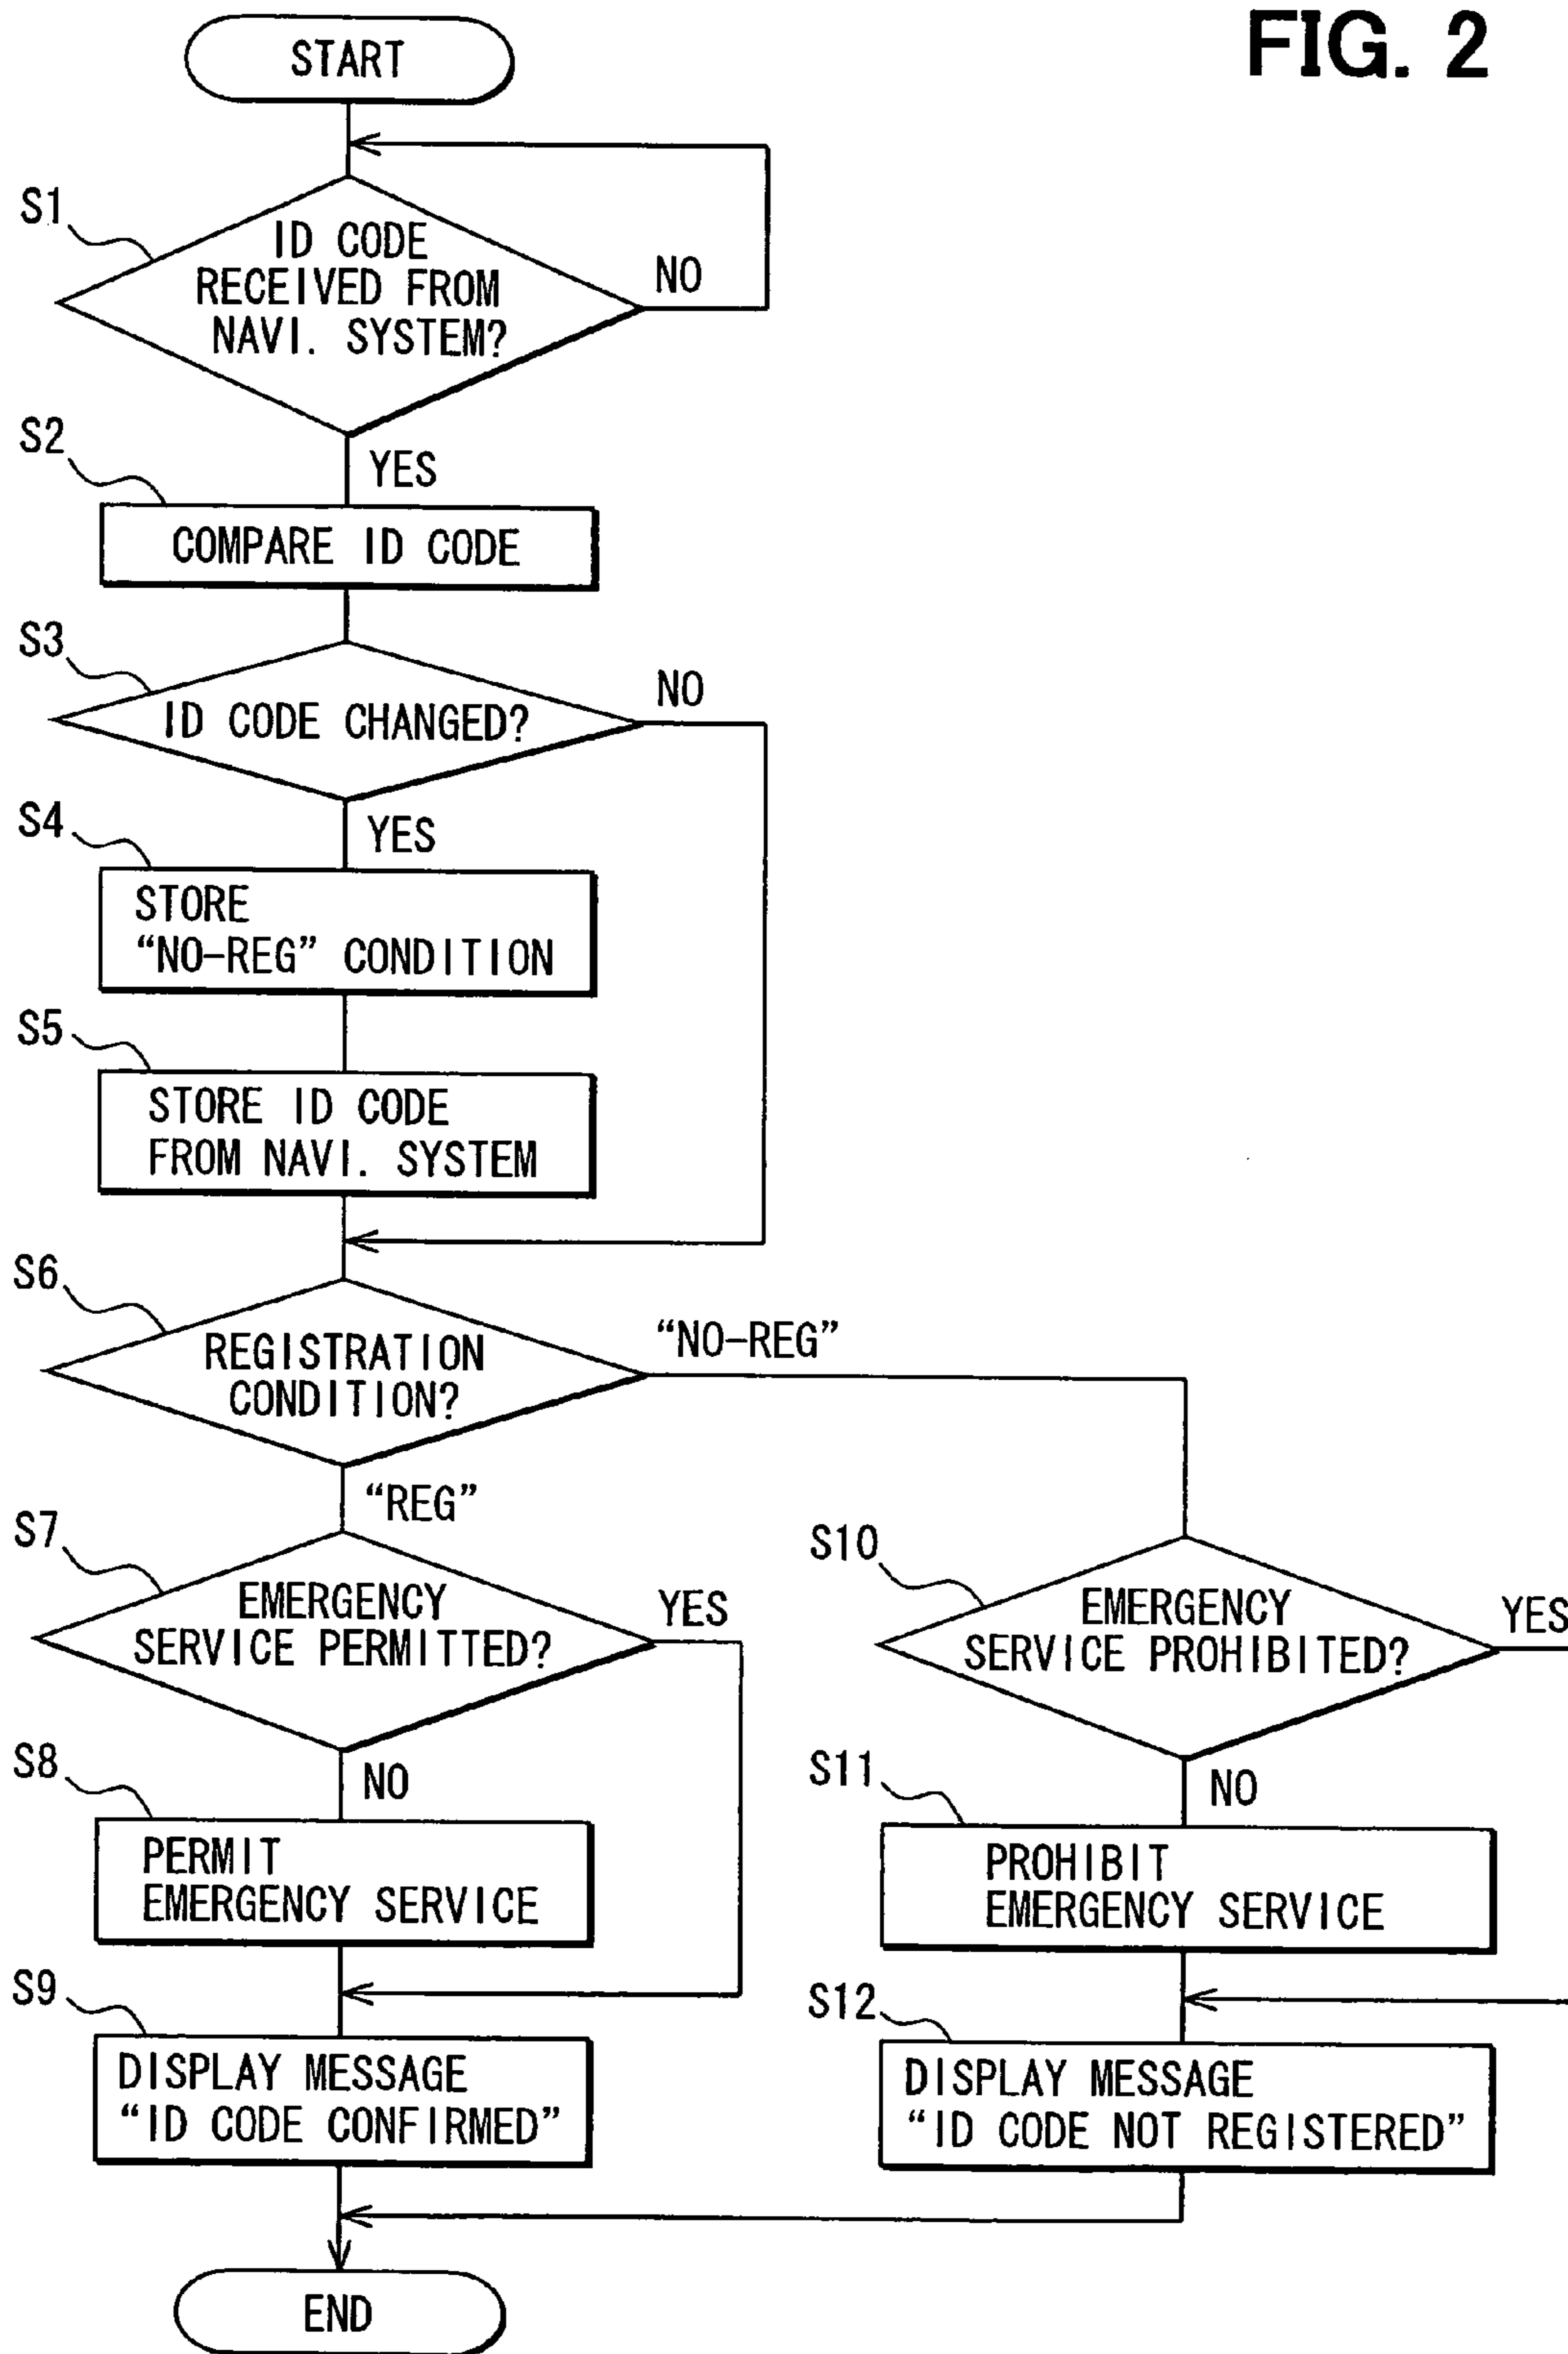 FIG. 2
START
S1
ID CODE
RECEIVED FROM
NAVI. SYSTEM?
NO
YES
S2
COMPARE ID CODE
S3
ID CODE CHANGED?
NO
YES
S4
STORE
“NO-REG” CONDITION
S5
STORE ID CODE
FROM NAVI. SYSTEM
S6
REGISTRATION
CONDITION?
“NO-REG”
“REG”
S7
EMERGENCY
SERVICE PERMITTED?
YES
NO
S8
PERMIT
EMERGENCY SERVICE
S9
DISPLAY MESSAGE
“ID CODE CONFIRMED”
S10
EMERGENCY
SERVICE PROHIBITED?
YES
NO
S11
PROHIBIT
EMERGENCY SERVICE
S12
DISPLAY MESSAGE
“ID CODE NOT REGISTERED”
END